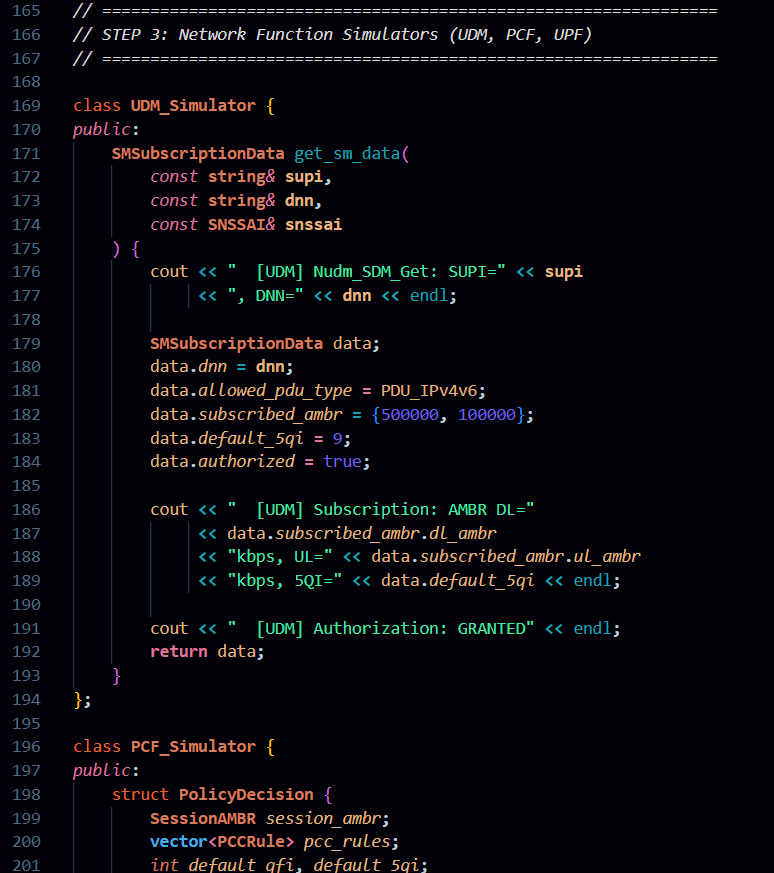 165 // ================================================================
166 // STEP 3: Network Function Simulators (UDM, PCF, UPF)
167 // ================================================================
168
169 class UDM_Simulator {
170 public:
171     SMSubscriptionData get_sm_data(
172         const string& supi,
173         const string& dnn,
174         const SNSSAI& snssai
175     ) {
176         cout << "  [UDM] Nudm_SDM_Get: SUPI=" << supi
177              << ", DNN=" << dnn << endl;
178
179         SMSubscriptionData data;
180         data.dnn = dnn;
181         data.allowed_pdu_type = PDU_IPv4v6;
182         data.subscribed_ambr = {500000, 100000};
183         data.default_5qi = 9;
184         data.authorized = true;
185
186         cout << "  [UDM] Subscription: AMBR DL="
187              << data.subscribed_ambr.dl_ambr
188              << "kbps, UL=" << data.subscribed_ambr.ul_ambr
189              << "kbps, 5QI=" << data.default_5qi << endl;
190
191         cout << "  [UDM] Authorization: GRANTED" << endl;
192         return data;
193     }
194 };
195
196 class PCF_Simulator {
197 public:
198     struct PolicyDecision {
199         SessionAMBR session_ambr;
200         vector<PCCRule> pcc_rules;
201         int default_qfi, default_5qi;